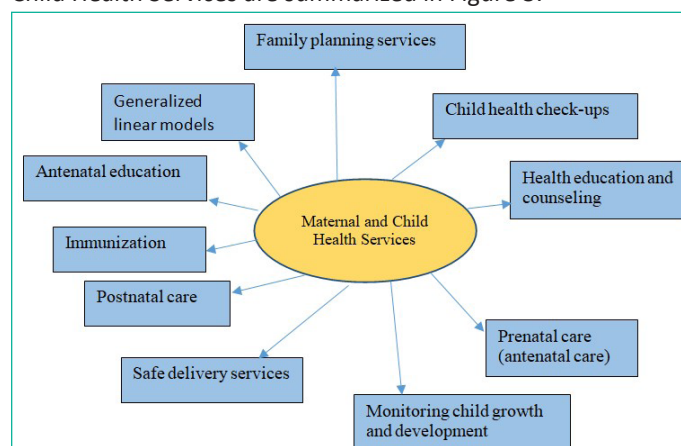 Child Health Services are summarized in Figure 3.
Family planning services
Generalized
linear models
Child health check-ups
Antenatal education
Health education and
counseling
Maternal and Child
Health Services
Immunization
Postnatal care
Prenatal care
(antenatal care)
Safe delivery services
Monitoring child growth
and development